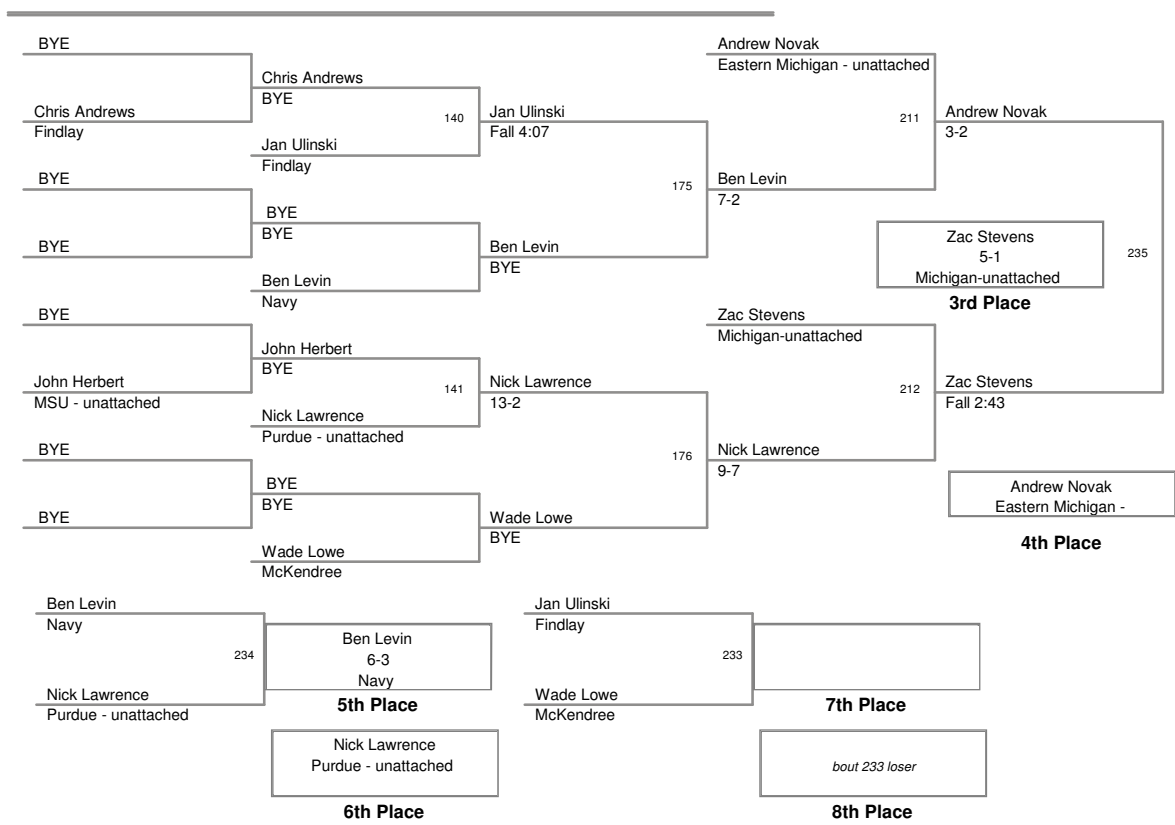 BYE
Andrew Novak
Eastern Michigan - unattached
Chris Andrews
BYE
Chris Andrews
Findlay
140
Jan Ulinski
Fall 4:07
211
Andrew Novak
3-2
Jan Ulinski
Findlay
BYE
175
Ben Levin
7-2
BYE
BYE
BYE
Ben Levin
BYE
Zac Stevens
5-1
Michigan-unattached
235
3rd Place
Ben Levin
Navy
BYE
Zac Stevens
Michigan-unattached
John Herbert
BYE
John Herbert
MSU - unattached
141
Nick Lawrence
13-2
212
Zac Stevens
Fall 2:43
Nick Lawrence
Purdue - unattached
BYE
176
Nick Lawrence
9-7
BYE
BYE
BYE
Wade Lowe
BYE
Andrew Novak
Eastern Michigan -
4th Place
Wade Lowe
McKendree
Ben Levin
Navy
Jan Ulinski
Findlay
234
Ben Levin
6-3
Navy
233
Nick Lawrence
Purdue - unattached
5th Place
Wade Lowe
McKendree
7th Place
Nick Lawrence
Purdue - unattached
bout 233 loser
6th Place
8th Place